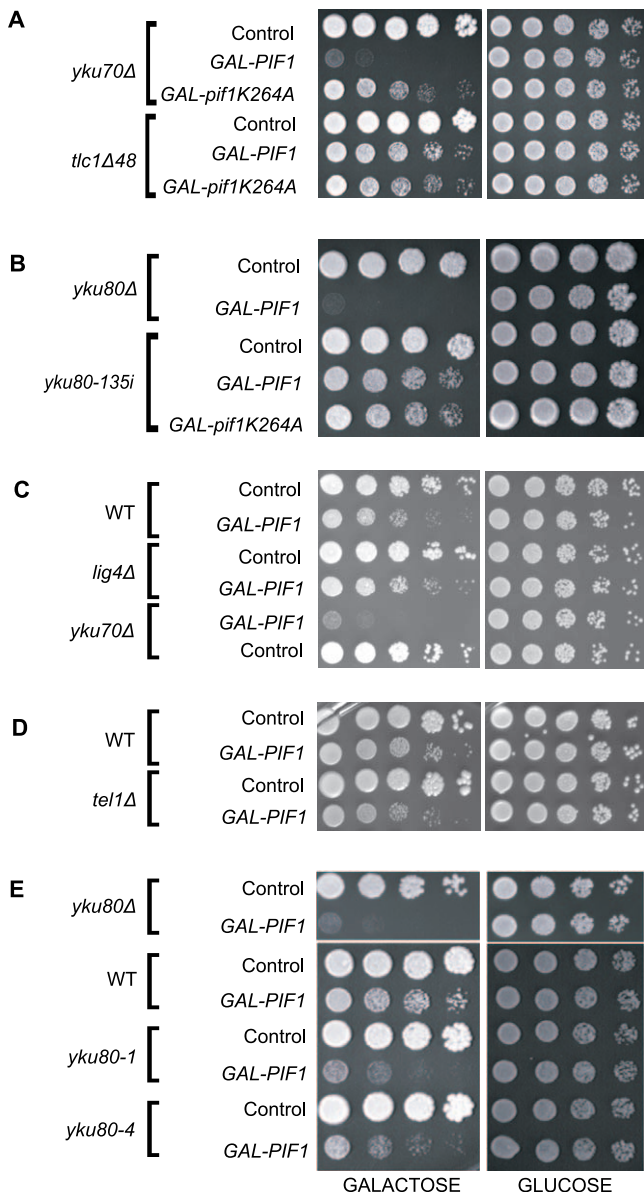 A
yku70Δ
Control
GAL-PIF1
GAL-pif1K264A
tlc1Δ48
Control
GAL-PIF1
GAL-pif1K264A
B
yku80Δ
Control
GAL-PIF1
yku80-135i
Control
GAL-PIF1
GAL-pif1K264A
C
WT
Control
GAL-PIF1
lig4Δ
Control
GAL-PIF1
yku70Δ
GAL-PIF1
Control
D
WT
Control
GAL-PIF1
tel1Δ
Control
GAL-PIF1
E
yku80Δ
Control
GAL-PIF1
WT
Control
GAL-PIF1
yku80-1
Control
GAL-PIF1
yku80-4
Control
GAL-PIF1
GALACTOSE GLUCOSE